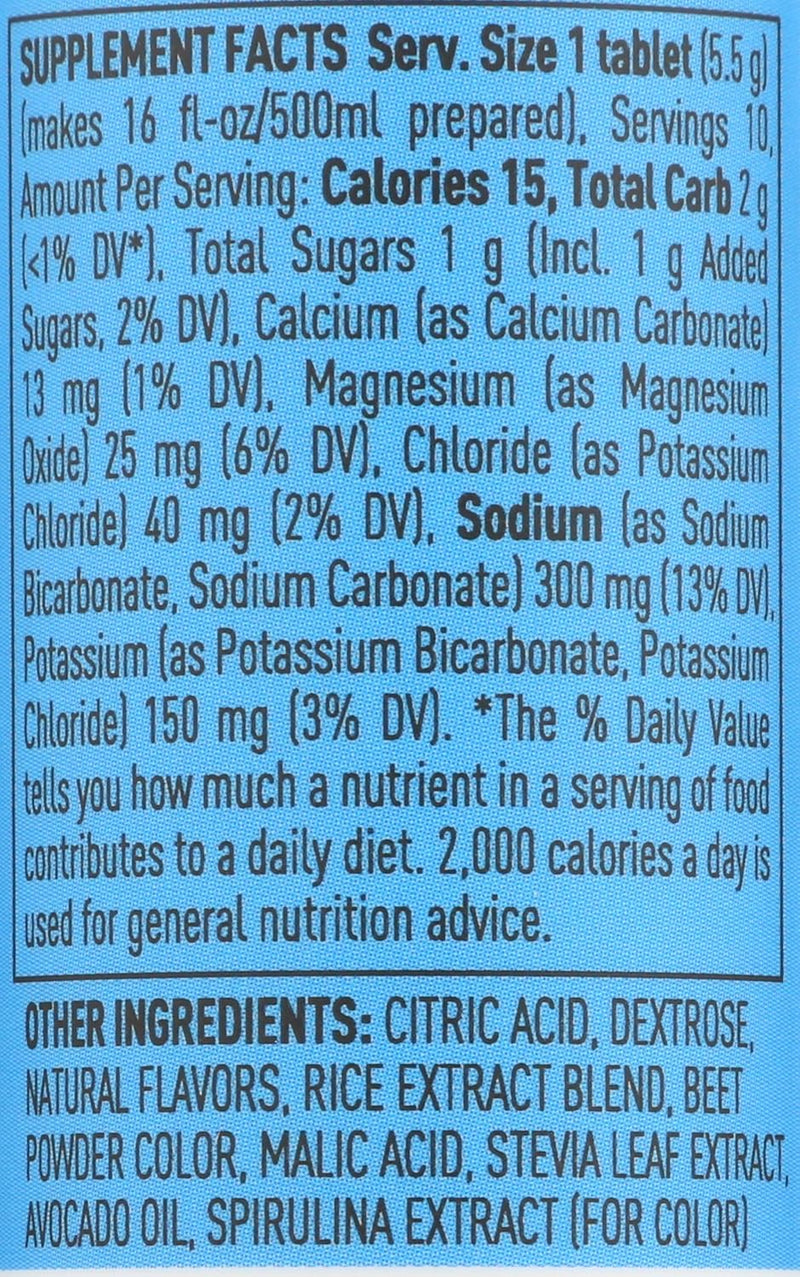 SUPPLEMENT FACTS Serv. Size 1 tablet (5.5 g)
(makes 16 fl-oz/500ml prepared), Servings 10,
Amount Per Serving: Calories 15, Total Carb 2 g
(<1% DV*), Total Sugars 1 g (Incl. 1 g Added
Sugars, 2% DV), Calcium (as Calcium Carbonate)
13 mg (1% DV), Magnesium (as Magnesium
Oxide) 25 mg (6% DV), Chloride (as Potassium
Chloride) 40 mg (2% DV), Sodium (as Sodium
Bicarbonate, Sodium Carbonate) 300 mg (13% DV),
Potassium (as Potassium Bicarbonate, Potassium
Chloride) 150 mg (3% DV). *The % Daily Value
tells you how much a nutrient in a serving of food
contributes to a daily diet. 2,000 calories a day is
used for general nutrition advice.
OTHER INGREDIENTS: CITRIC ACID, DEXTROSE,
NATURAL FLAVORS, RICE EXTRACT BLEND, BEET
POWDER COLOR, MALIC ACID, STEVIA LEAF EXTRACT,
AVOCADO OIL, SPIRULINA EXTRACT (FOR COLOR)